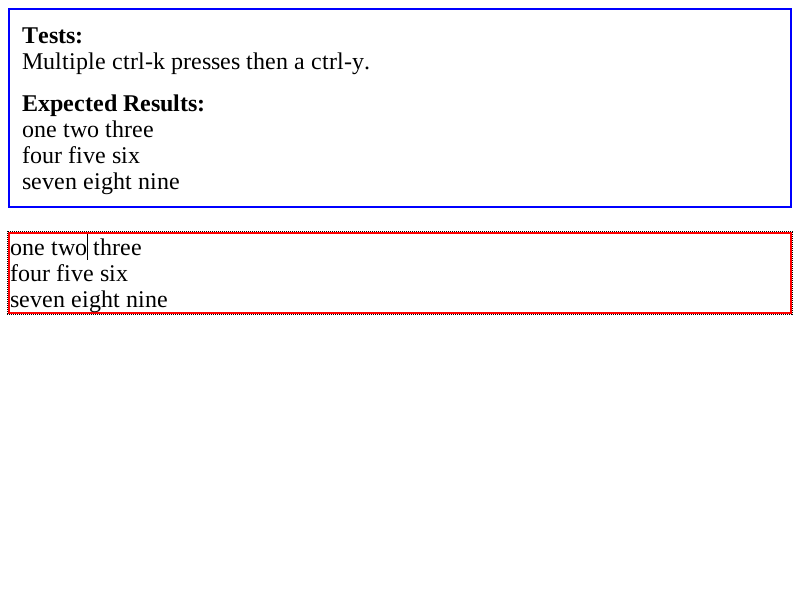 Tests:
Multiple ctrl-k presses then a ctrl-y.
Expected Results:
one two three
four five six
seven eight nine
one two three
four five six
seven eight nine